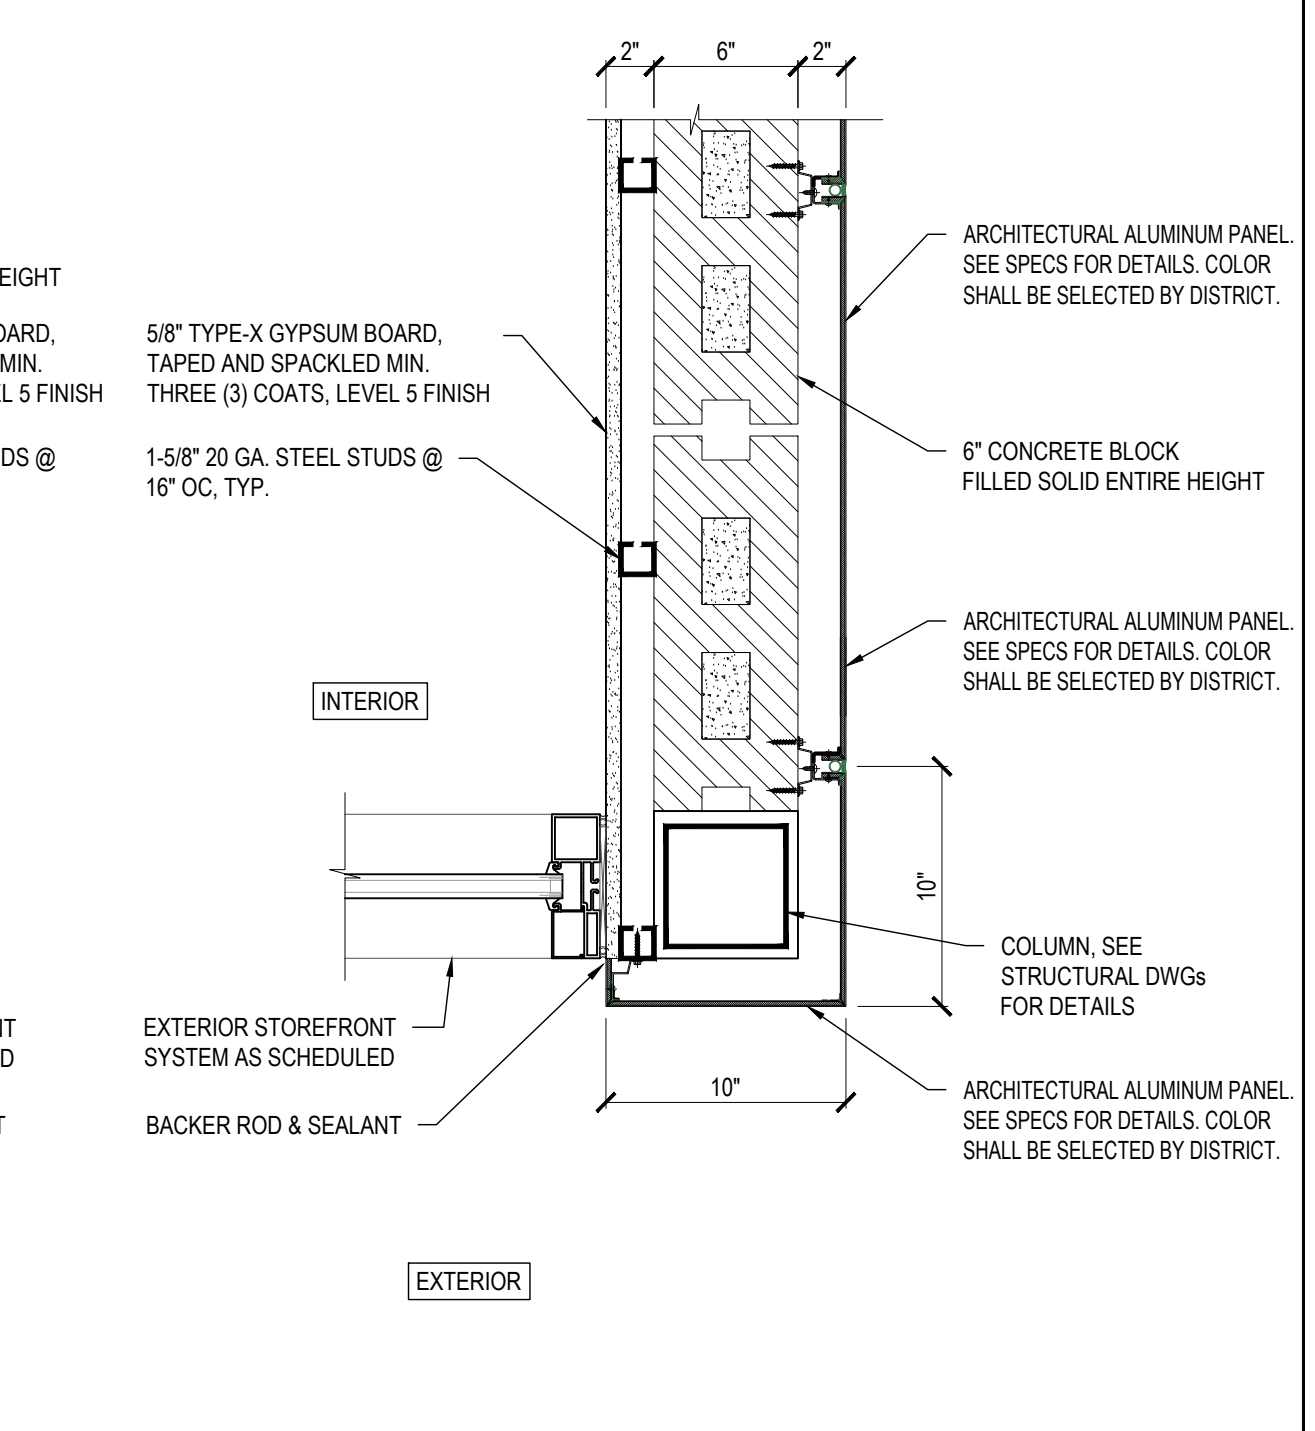 2"
6"
2"
ARCHITECTURAL ALUMINUM PANEL.
SEE SPECS FOR DETAILS. COLOR
SHALL BE SELECTED BY DISTRICT.
EIGHT
OARD,
MIN.
EL 5 FINISH
5/8" TYPE-X GYPSUM BOARD,
TAPED AND SPACKLED MIN.
THREE (3) COATS, LEVEL 5 FINISH
DS @
1-5/8" 20 GA. STEEL STUDS @
16" OC, TYP.
6" CONCRETE BLOCK
FILLED SOLID ENTIRE HEIGHT
ARCHITECTURAL ALUMINUM PANEL.
SEE SPECS FOR DETAILS. COLOR
SHALL BE SELECTED BY DISTRICT.
INTERIOR
10"
COLUMN, SEE
STRUCTURAL DWGs
FOR DETAILS
NT
D
EXTERIOR STOREFRONT
SYSTEM AS SCHEDULED
10"
T
BACKER ROD & SEALANT
ARCHITECTURAL ALUMINUM PANEL.
SEE SPECS FOR DETAILS. COLOR
SHALL BE SELECTED BY DISTRICT.
EXTERIOR